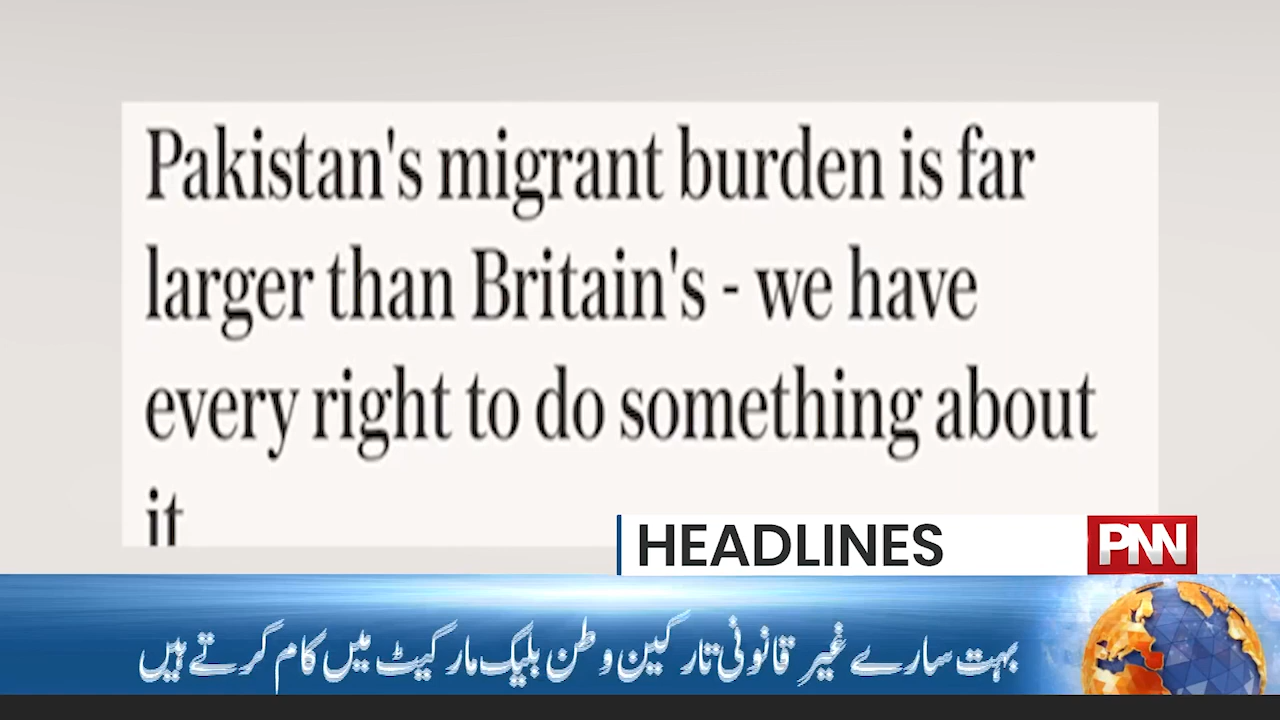 Pakistan's migrant burden is far
larger than Britain's - we have
every right to do something about
it
HEADLINES
PNN
بہت سارے غیر قانونی تارکین وطن بلیک مارکیٹ میں کام کرتے ہیں